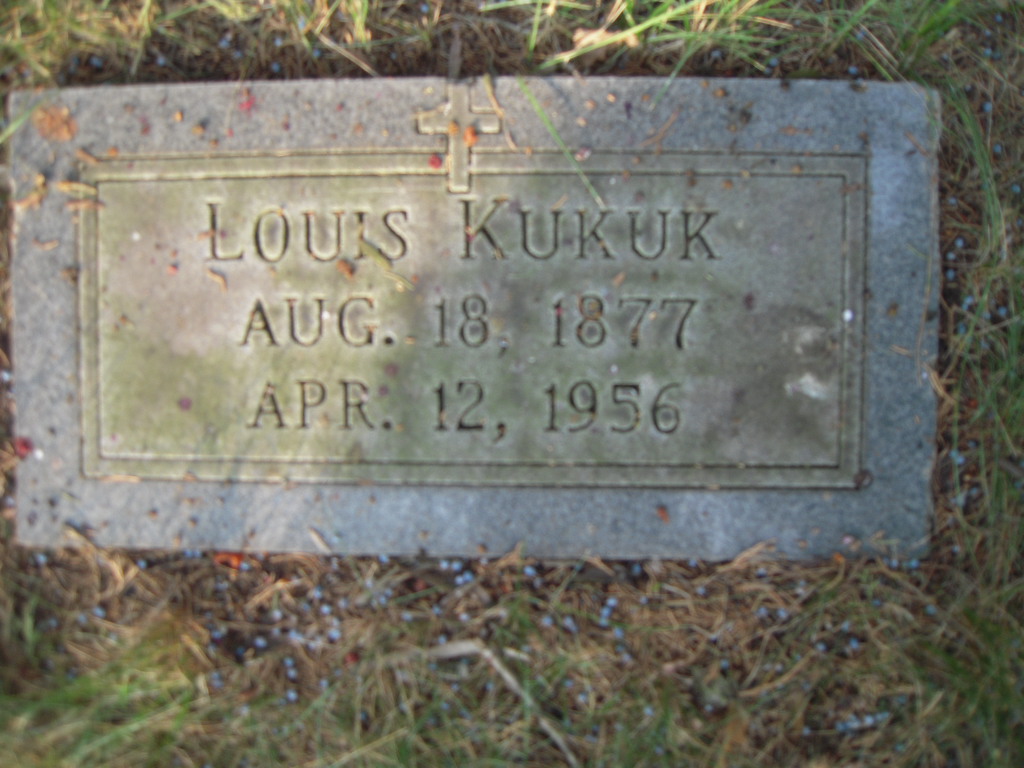 LOUIS KUKUK
AUG. 18, 1877
APR. 12, 1956